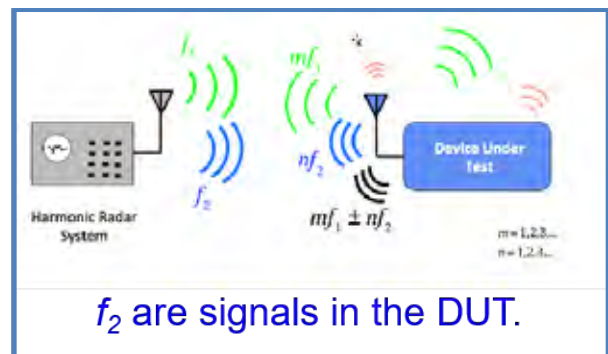 f₁
mf₁
nf₂
f₂
mf₁ ± nf₂
Harmonic Radar
System
Device Under
Test
m = 1,2,3...
n = 1,2,3...
f₂ are signals in the DUT.